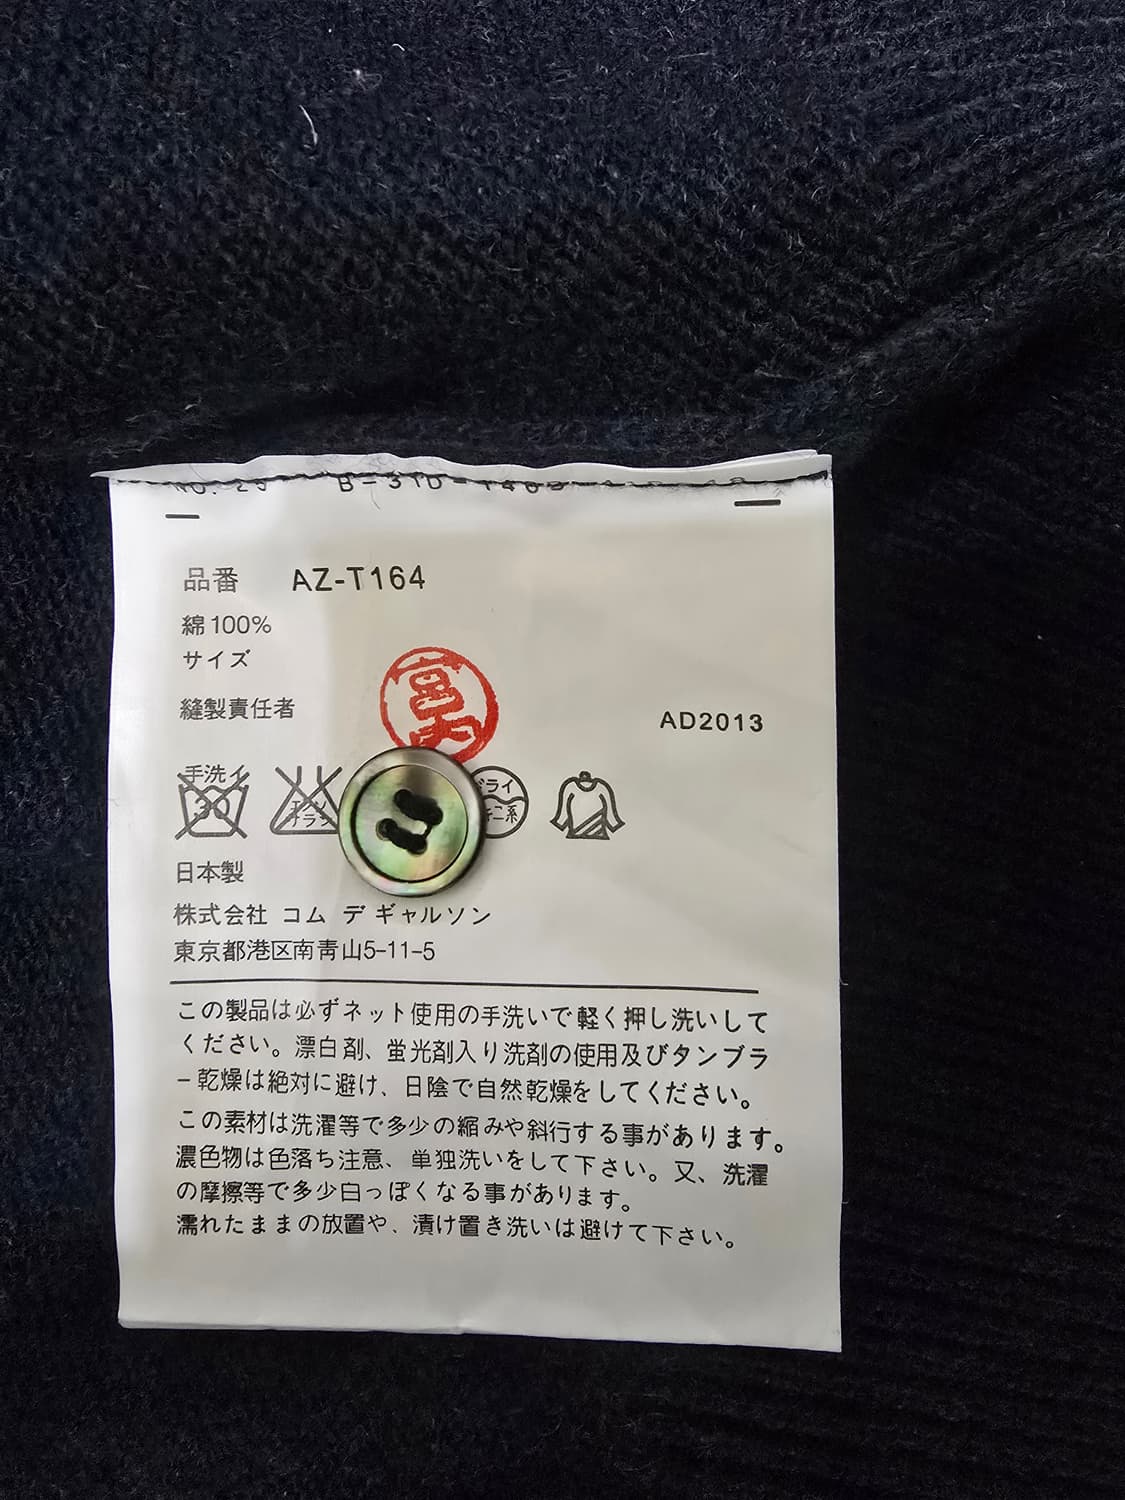 品番 AZ-T164
綿100%
サイズ
縫製責任者
AD2013
手洗イ
30
ドライ
日本製
株式会社 コム デ ギャルソン
東京都港区南青山5-11-5
この製品は必ずネット使用の手洗いで軽く押し洗いして
ください。漂白剤、蛍光剤入り洗剤の使用及びタンブラ
ー乾燥は絶対に避け、日陰で自然乾燥をしてください。
この素材は洗濯等で多少の縮みや斜行する事があります。
濃色物は色落ち注意、単独洗いをして下さい。又、洗濯
の摩擦等で多少白っぽくなる事があります。
濡れたままの放置や、漬け置き洗いは避けて下さい。